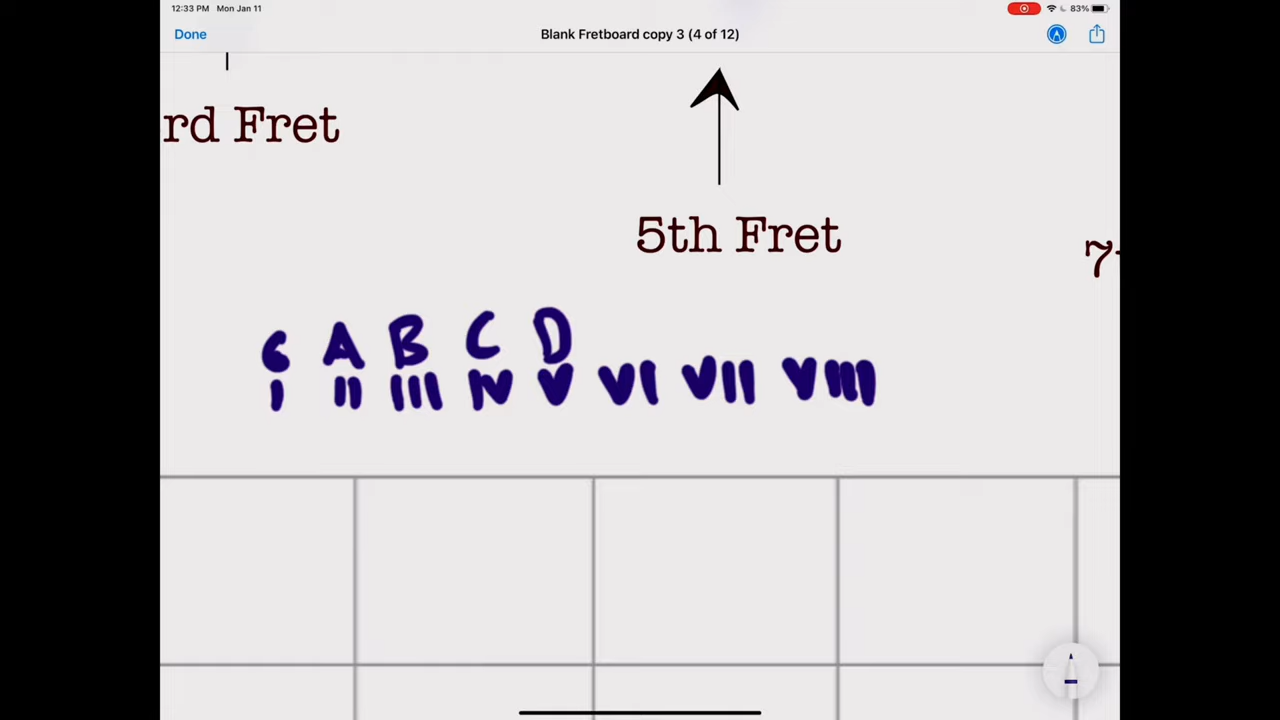 12:33 PM Mon Jan 11 83%
Done Blank Fretboard copy 3 (4 of 12)
rd Fret
5th Fret
7
G A B C D
I II III IV V VI VII VIII